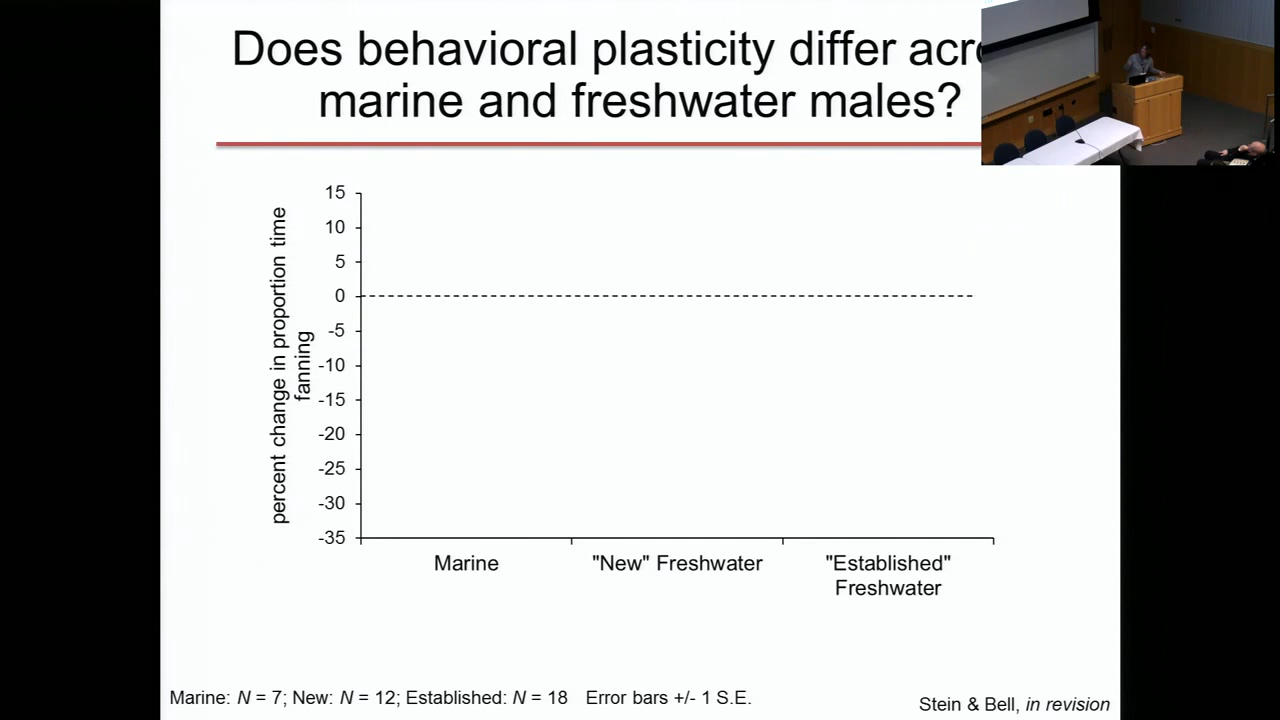 Does behavioral plasticity differ
marine and freshwater males?
percent change in proportion time
fanning
15
10
5
0
-5
-10
-15
-20
-25
-30
-35
Marine
"New" Freshwater
"Established"
Freshwater
Marine: N = 7; New: N = 12; Established: N = 18 Error bars +/- 1 S.E.
Stein & Bell, in revision